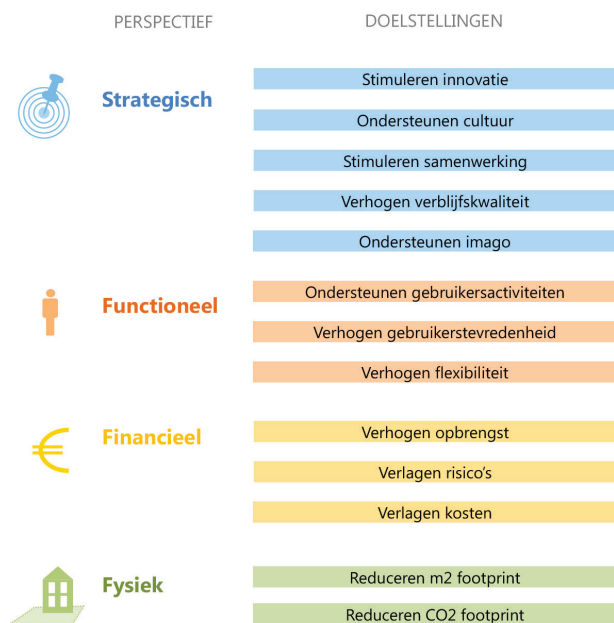 PERSPECTIEF
DOELSTELLINGEN
Strategisch
Stimuleren innovatie
Ondersteunen cultuur
Stimuleren samenwerking
Verhogen verblijfskwaliteit
Ondersteunen imago
Functioneel
Ondersteunen gebruikersactiviteiten
Verhogen gebruikerstevredenheid
Verhogen flexibiliteit
Financieel
Verhogen opbrengst
Verlagen risico's
Verlagen kosten
Fysiek
Reduceren m2 footprint
Reduceren CO2 footprint